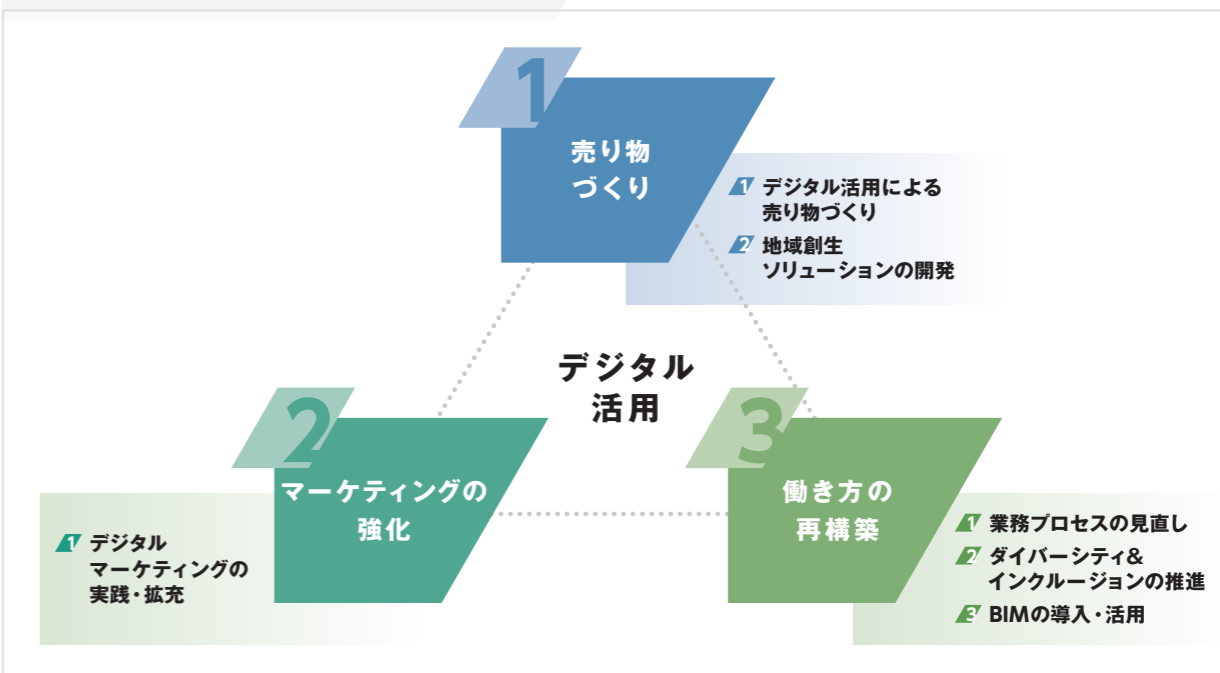 1
売り物
づくり
1 デジタル活用による
売り物づくり
2 地域創生
ソリューションの開発
デジタル
活用
2
マーケティングの
強化
1 デジタル
マーケティングの
実践・拡充
3
働き方の
再構築
1 業務プロセスの見直し
2 ダイバーシティ&
インクルージョンの推進
3 BIMの導入・活用